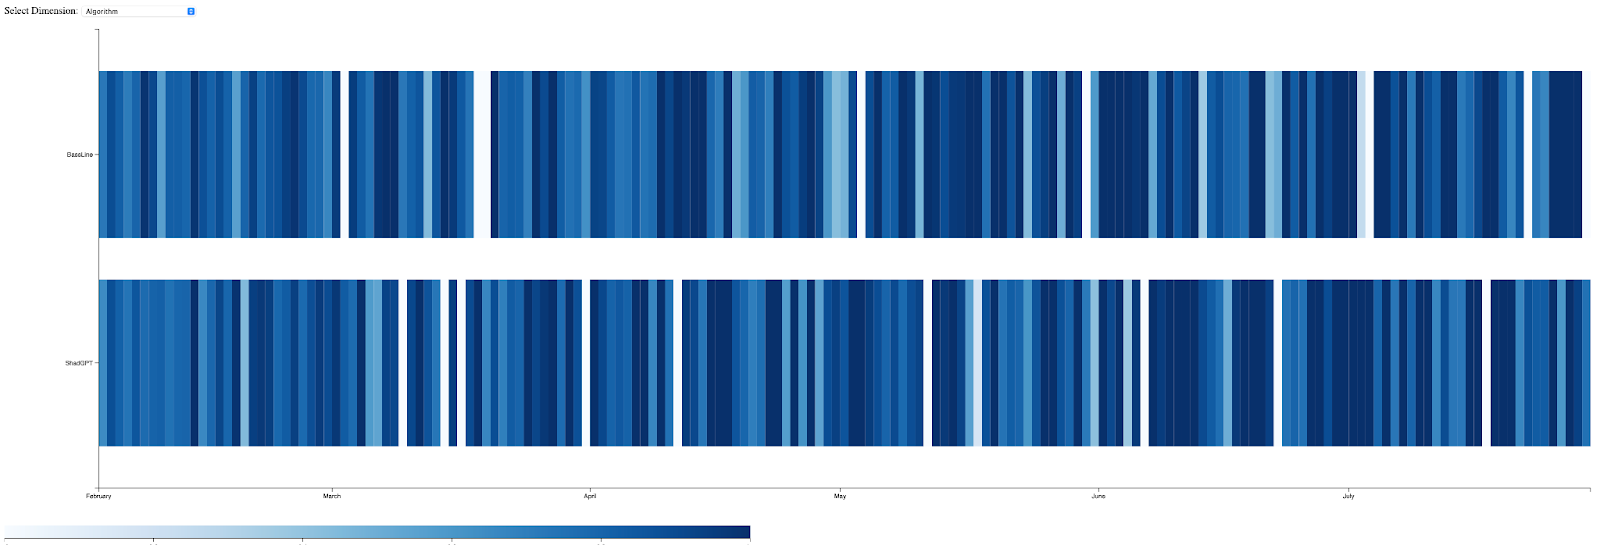 Select Dimension: Algorithm
BaseLine
ShadGPT
February March April May June July